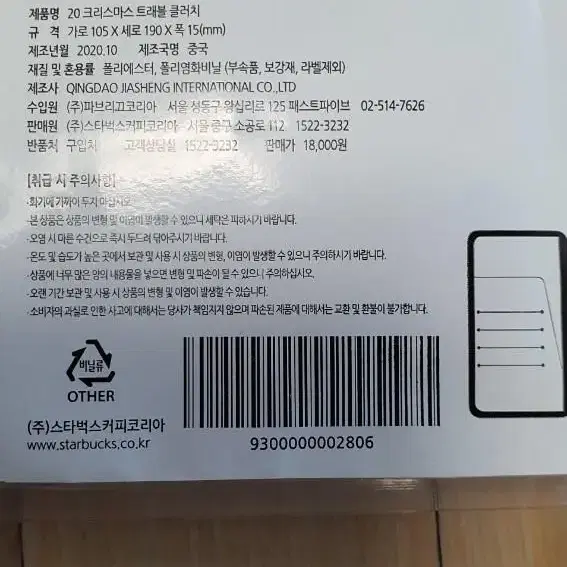 제품명 20 크리스마스 트래블 클러치
규 격 가로 105 X 세로 190 X 폭 15(mm)
제조년월 2020.10 제조국명 중국
재질 및 혼용률 폴리에스터, 폴리염화비닐 (부속품, 보강재, 라벨제외)
제조사 QINGDAO JIASHENG INTERNATIONAL CO.,LTD
수입원 (주)파브리끄코리아 서울 성동구 왕십리로 125 패스트파이브 02-514-7626
판매원 (주)스타벅스커피코리아 서울 중구 소공로 112 1522-3232
반품처 구입처 고객상담실 1522-3232 판매가 18,000원
[취급 시 주의사항]
·화기에 가까이 두지 마십시오.
·본 상품은 상품의 변형 및 이염이 발생할 수 있으니 세탁은 피하시기 바랍니다.
·오염 시 마른 수건으로 즉시 두드려 닦아주시기 바랍니다.
·온도 및 습도가 높은 곳에서 보관 및 사용 시 상품의 변형, 이염이 발생할 수 있으니 주의하시기 바랍니다.
·상품에 너무 많은 양의 내용물을 넣으면 변형 및 파손이 될 수 있으니 주의하십시오.
·오랜 기간 보관 및 사용 시 상품의 변형 및 이염이 발생할 수 있습니다.
·소비자의 과실로 인한 사고에 대해서는 당사가 책임지지 않으며 파손된 제품에 대해서는 교환 및 환불이 불가합니다.
비닐류
OTHER
(주)스타벅스커피코리아
www.starbucks.co.kr
9300000002806